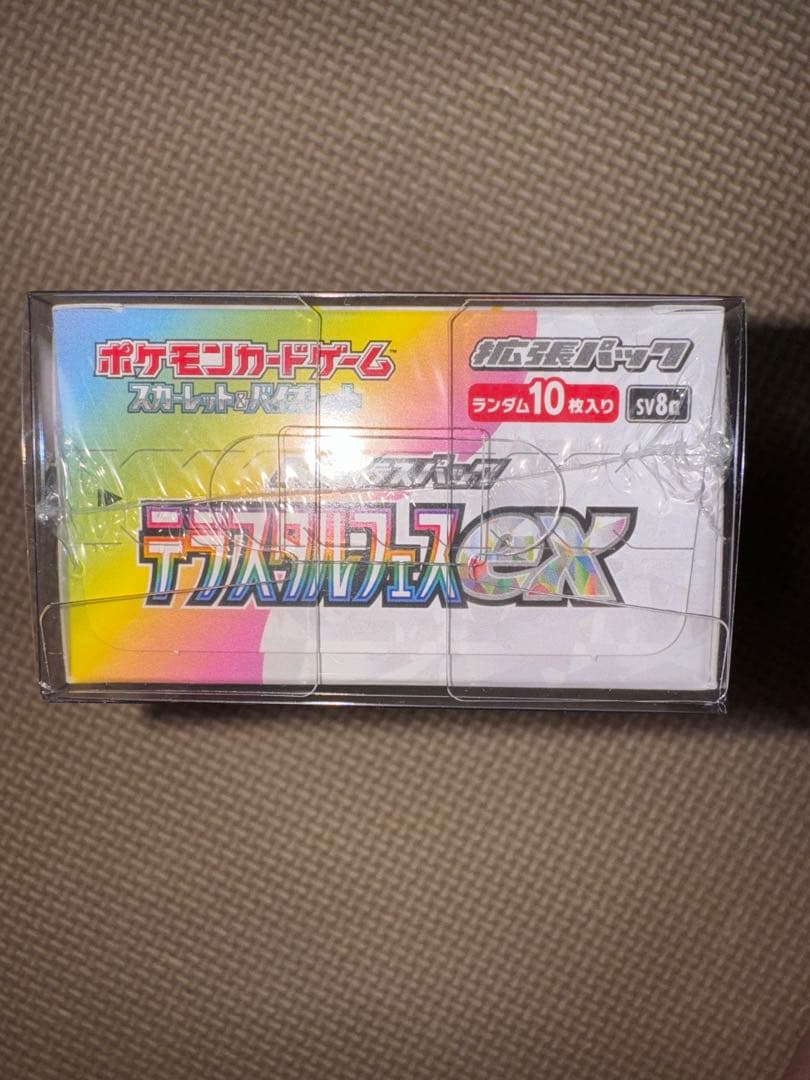 ポケモンカードゲーム™
スカーレット&バイオレット
拡張パック
ランダム10枚入り sv8a
テラスタルフェスex